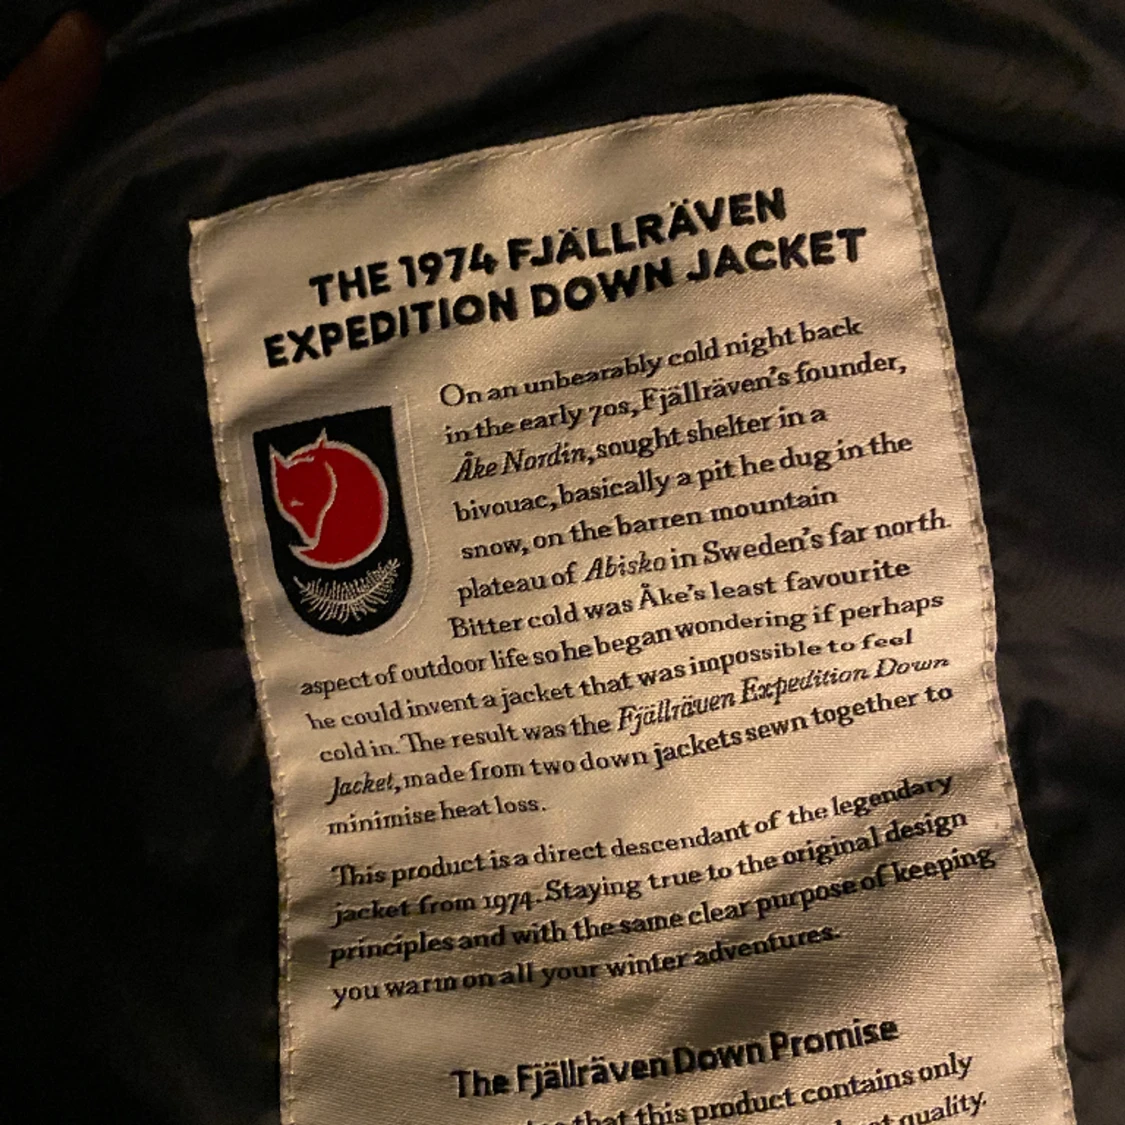 THE 1974 FJÄLLRÄVEN
EXPEDITION DOWN JACKET
On an unbearably cold night back
in the early 70s, Fjällräven's founder,
Åke Nordin, sought shelter in a
bivouac, basically a pit he dug in the
snow, on the barren mountain
plateau of Abisko in Sweden's far north.
Bitter cold was Åke's least favourite
aspect of outdoor life so he began wondering if perhaps
he could invent a jacket that was impossible to feel
cold in. The result was the Fjällräven Expedition Down
Jacket, made from two down jackets sewn together to
minimise heat loss.
This product is a direct descendant of the legendary
jacket from 1974. Staying true to the original design
principles and with the same clear purpose of keeping
you warm on all your winter adventures.
The Fjällräven Down Promise
that this product contains only
quality.